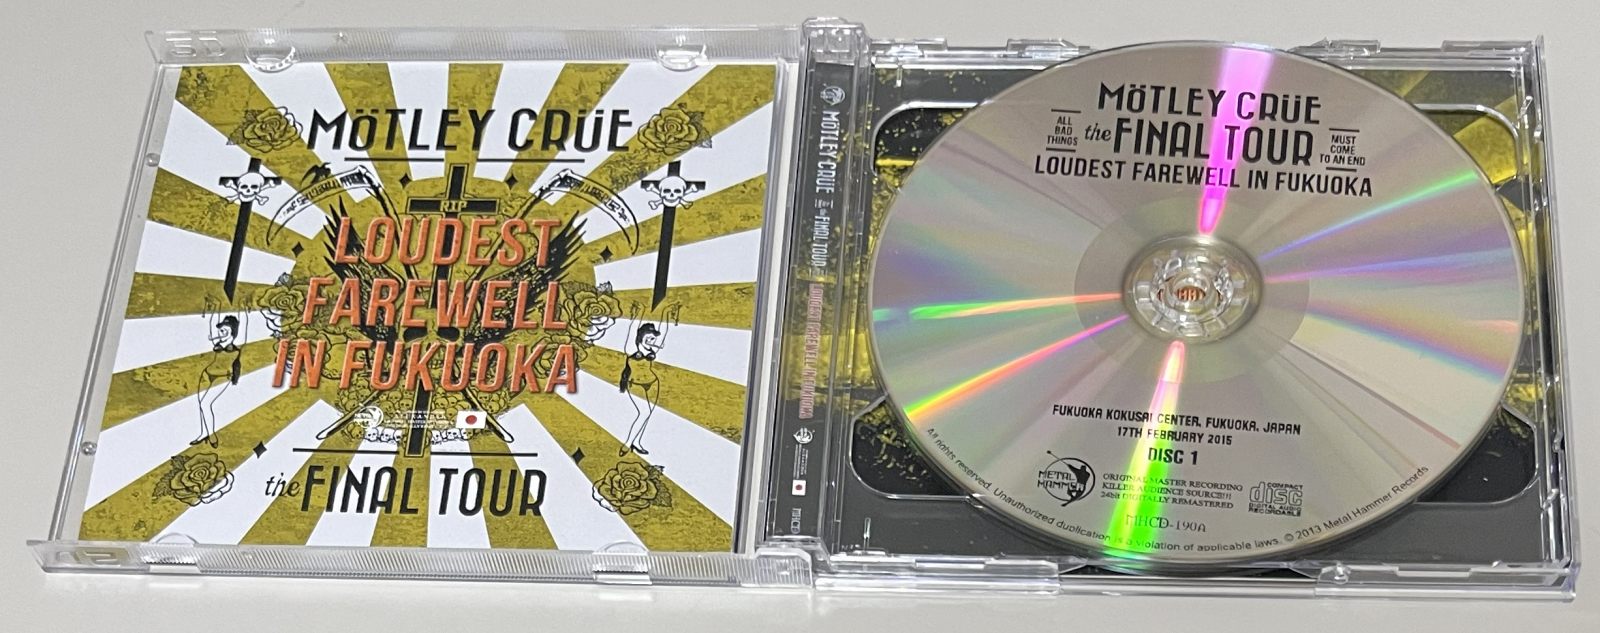 MÖTLEY CRÜE
RIP
LOUDEST
FAREWELL
IN FUKUOKA
the FINAL TOUR
MÖTLEY CRÜE the FINAL TOUR LOUDEST FAREWELL IN FUKUOKA
MHCD
MÖTLEY CRÜE
ALL
BAD
THINGS
the FINAL TOUR
MUST
COME
TO AN END
LOUDEST FAREWELL IN FUKUOKA
FUKUOKA KOKUSAI CENTER, FUKUOKA, JAPAN
17TH FEBRUARY 2015
DISC 1
METAL
HAMMER
ORIGINAL MASTER RECORDING
KILLER AUDIENCE SOURCE!!!
24bit DIGITALLY REMASTERED
COMPACT
disc
DIGITAL AUDIO
RECORDABLE
MHCD-190A
All rights reserved. Unauthorized duplication is a violation of applicable laws. © 2013 Metal Hammer Records